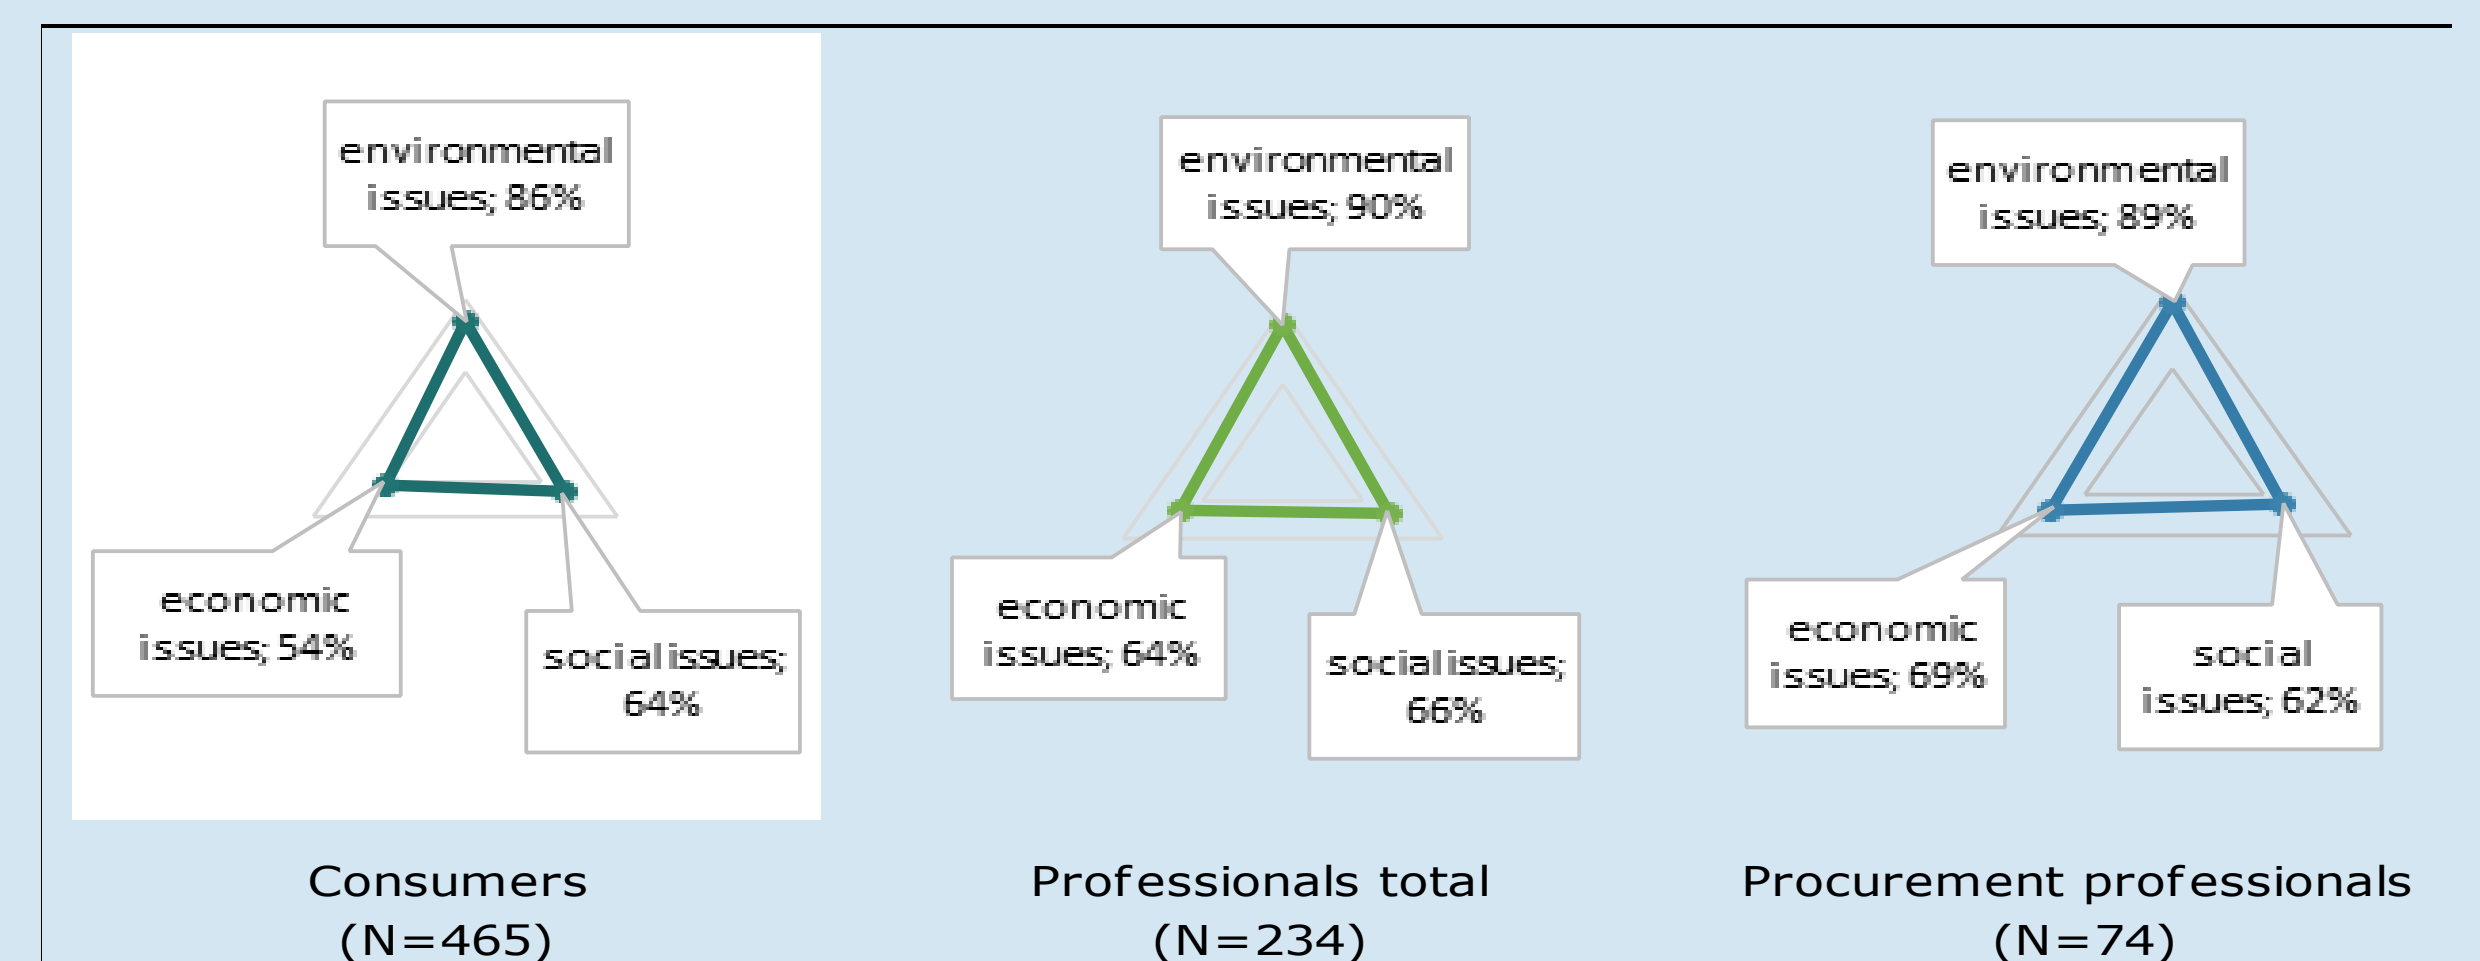 environmental
issues; 86%
economic
issues; 54%
social issues;
64%
Consumers
(N=465)
environmental
issues; 90%
economic
issues; 64%
social issues;
66%
Professionals total
(N=234)
environmental
issues; 89%
economic
issues; 69%
social
issues; 62%
Procurement professionals
(N=74)